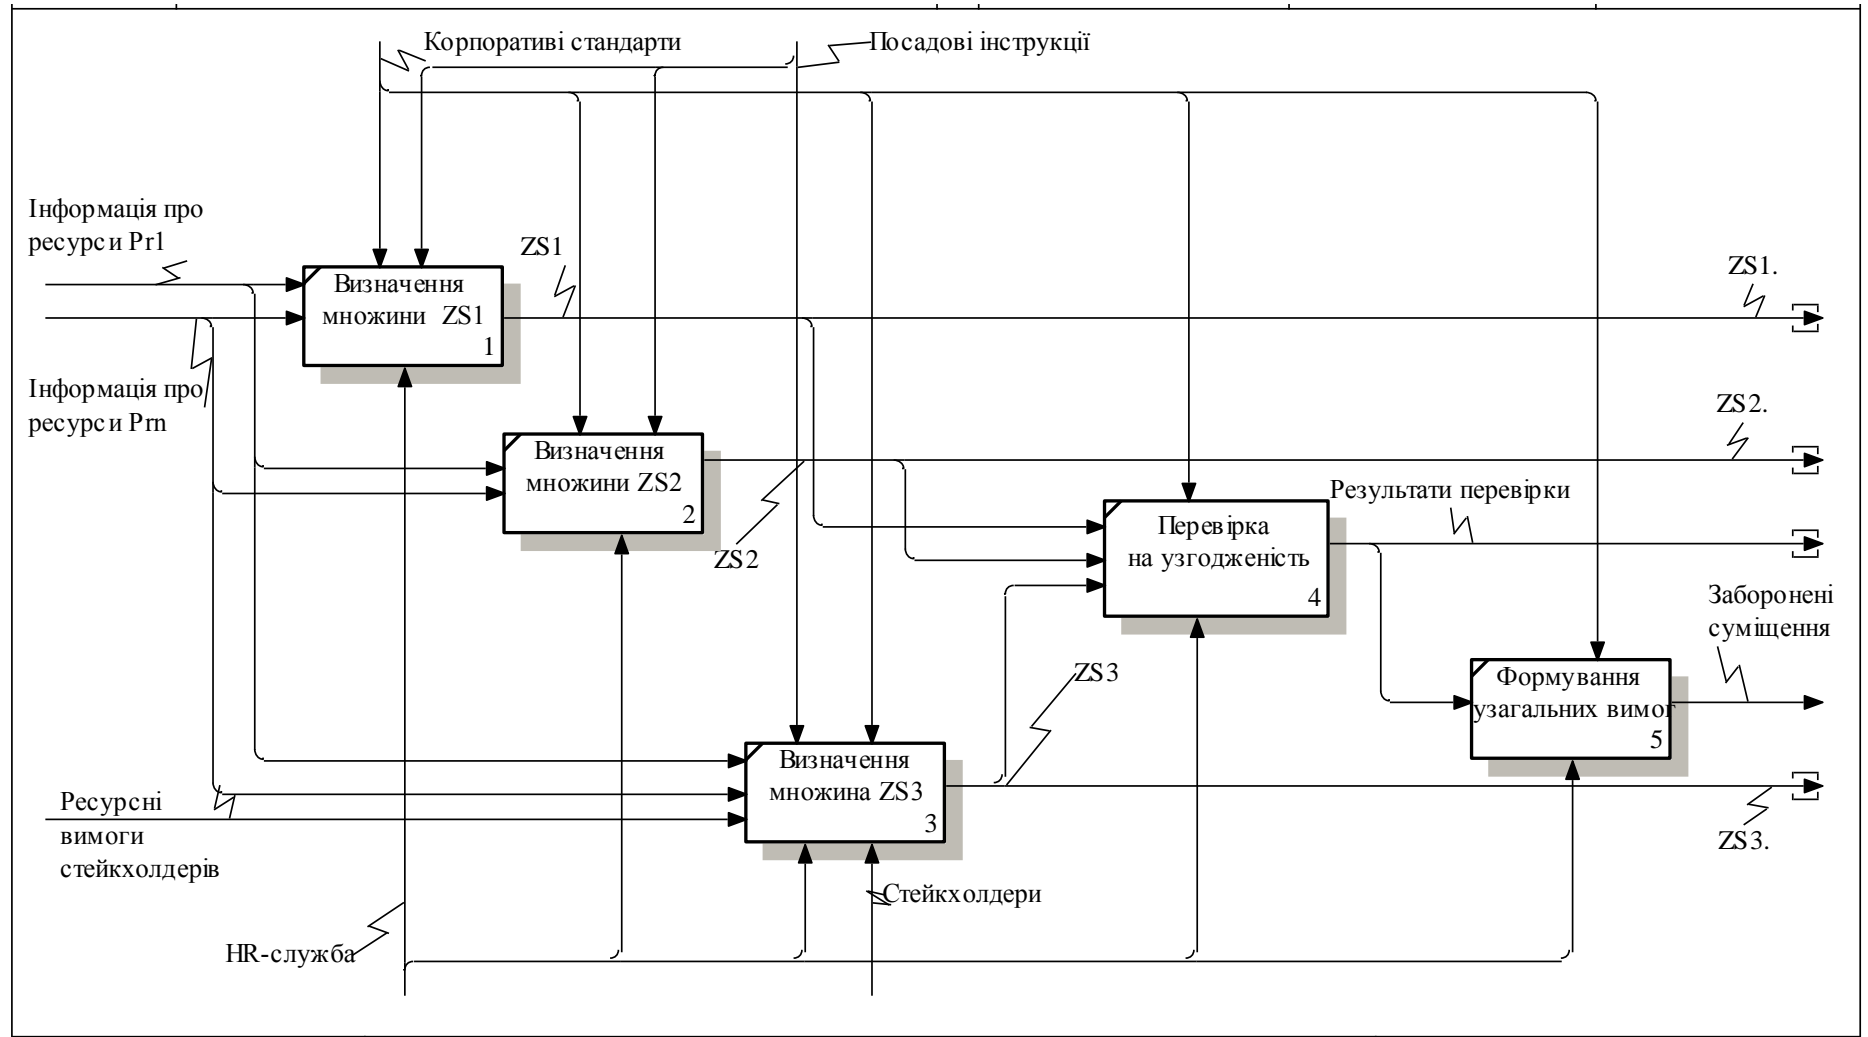 Корпоративі стандарти
Посадові інструкції
Інформація про
ресурси Pr1
ZS1
ZS1.
Визначення
множини ZS1
1
Інформація про
ресурси Prn
ZS2.
Визначення
множини ZS2
2
Результати перевірки
Перевірка
на узгодженість
4
ZS2
Заборонені
суміщення
ZS3
Формування
узагальних вимог
5
Визначення
множина ZS3
3
Ресурсні
вимоги
стейкхолдерів
ZS3.
Стейкхолдери
HR-служба